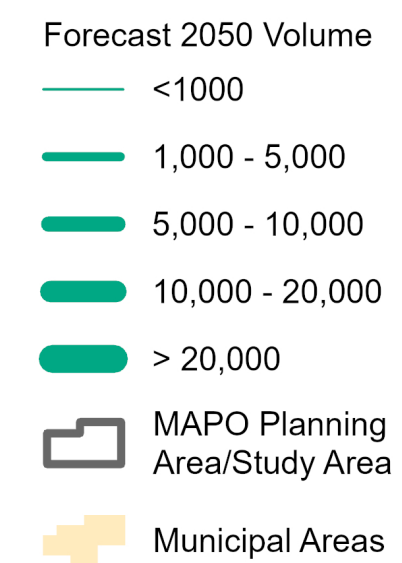 Forecast 2050 Volume
<1000
1,000 - 5,000
5,000 - 10,000
10,000 - 20,000
> 20,000
MAPO Planning
Area/Study Area
Municipal Areas